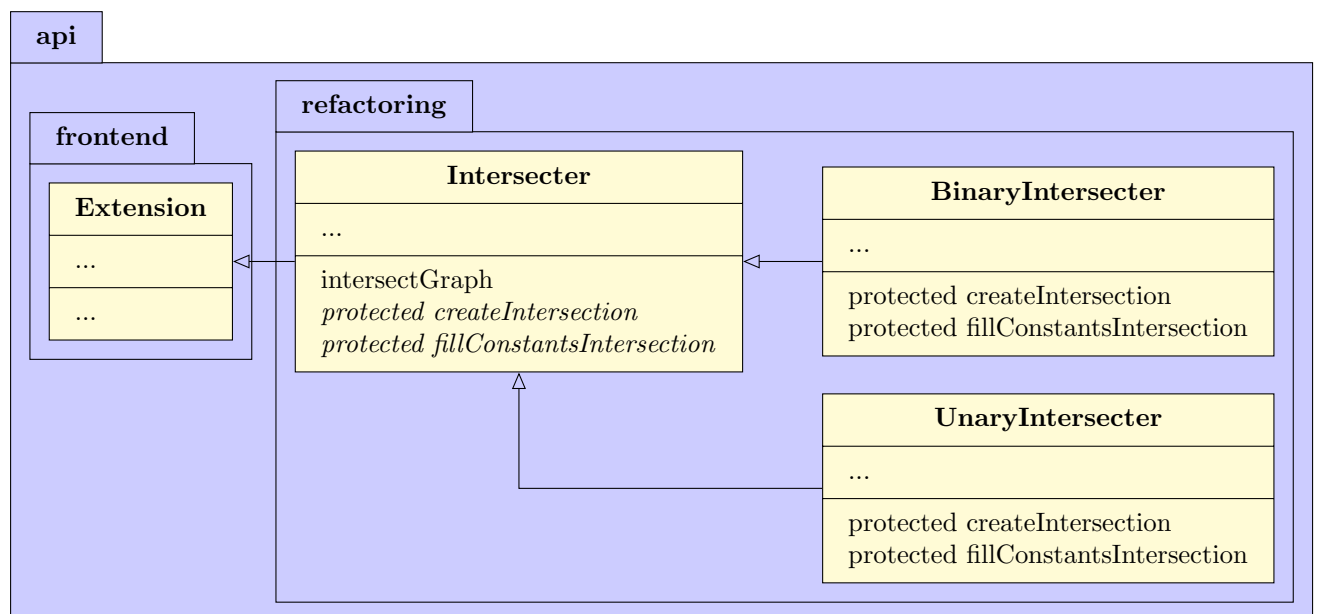 api
frontend
Extension
...
...
refactoring
Intersecter
...
intersectGraph
protected createIntersection
protected fillConstantsIntersection
BinaryIntersecter
...
protected createIntersection
protected fillConstantsIntersection
UnaryIntersecter
...
protected createIntersection
protected fillConstantsIntersection